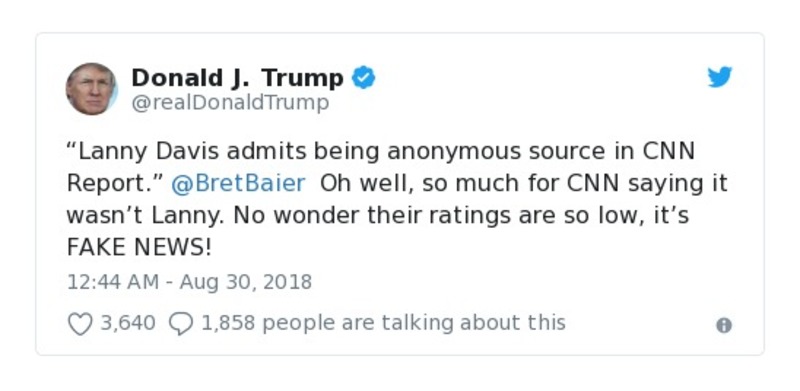 Donald J. Trump
@realDonaldTrump
“Lanny Davis admits being anonymous source in CNN
Report.” @BretBaier  Oh well, so much for CNN saying it
wasn’t Lanny. No wonder their ratings are so low, it’s
FAKE NEWS!
12:44 AM - Aug 30, 2018
3,640 1,858 people are talking about this